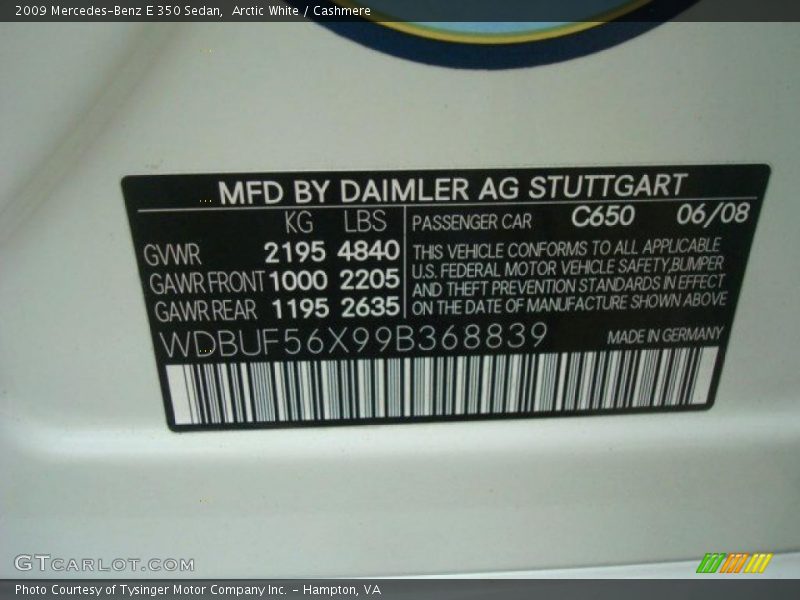 2009 Mercedes-Benz E 350 Sedan,  Arctic White / Cashmere
MFD BY DAIMLER AG STUTTGART
KG LBS
GVWR 2195 4840
GAWR FRONT 1000 2205
GAWR REAR 1195 2635
PASSENGER CAR C650 06/08
THIS VEHICLE CONFORMS TO ALL APPLICABLE
U.S. FEDERAL MOTOR VEHICLE SAFETY,BUMPER
AND THEFT PREVENTION STANDARDS IN EFFECT
ON THE DATE OF MANUFACTURE SHOWN ABOVE
WDBUF56X99B368839
MADE IN GERMANY
GTCARLOT.COM
Photo Courtesy of Tysinger Motor Company Inc. - Hampton, VA